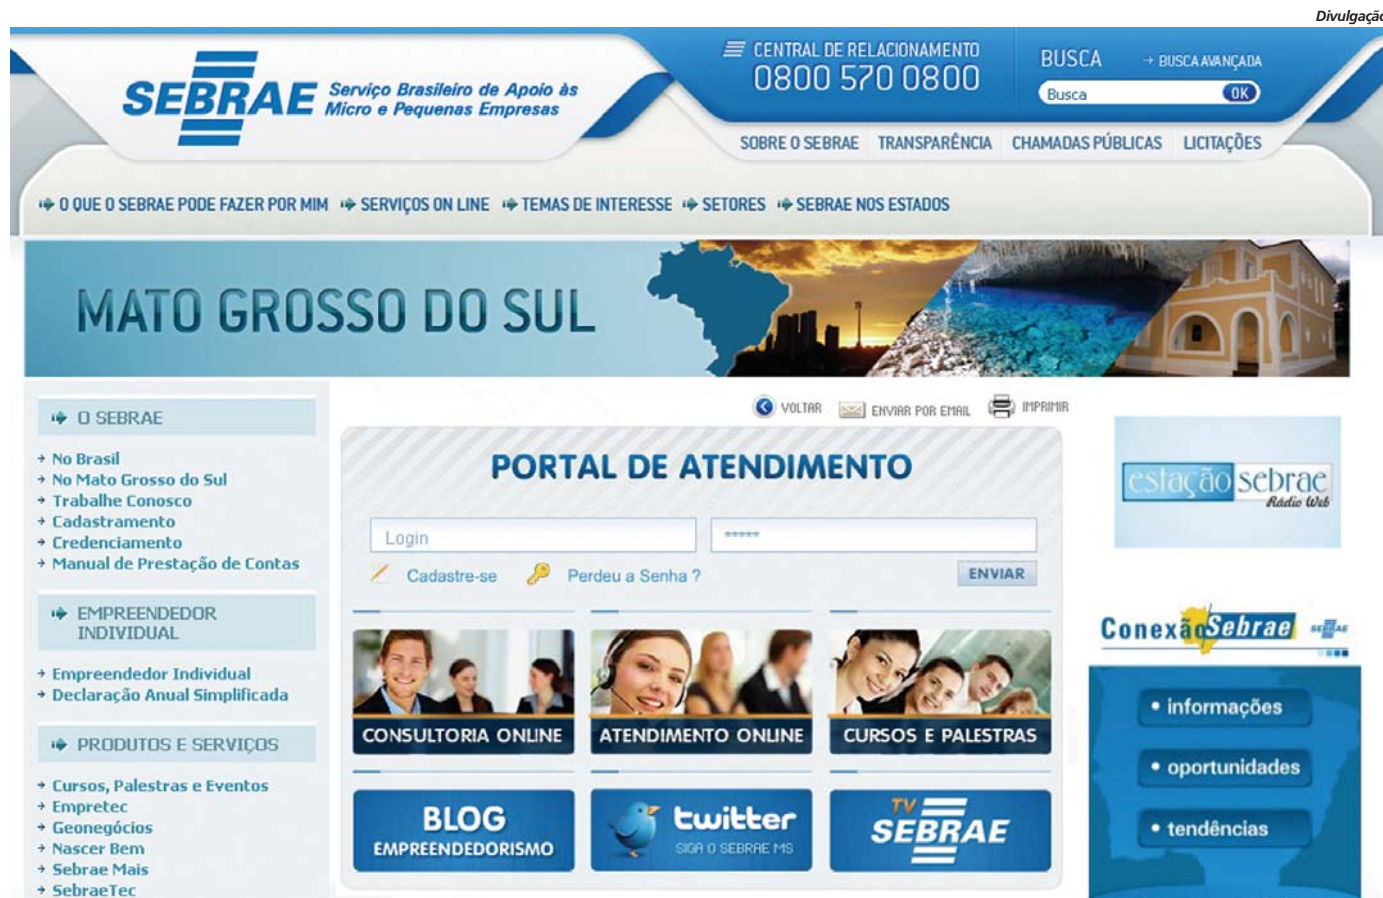 Divulgação
SEBRAE
Serviço Brasileiro de Apoio às
Micro e Pequenas Empresas
CENTRAL DE RELACIONAMENTO
0800 570 0800
BUSCA
BUSCA AVANÇADA
Busca
OK
SOBRE O SEBRAE TRANSPARÊNCIA CHAMADAS PÚBLICAS LICITAÇÕES
O QUE O SEBRAE PODE FAZER POR MIM SERVIÇOS ON LINE TEMAS DE INTERESSE SETORES SEBRAE NOS ESTADOS
MATO GROSSO DO SUL
O SEBRAE
No Brasil
No Mato Grosso do Sul
Trabalhe Conosco
Cadastramento
Credenciamento
Manual de Prestação de Contas
EMPREENDEDOR
INDIVIDUAL
Empreendedor Individual
Declaração Anual Simplificada
PRODUTOS E SERVIÇOS
Cursos, Palestras e Eventos
Empretec
Geonegócios
Nascer Bem
Sebrae Mais
SebraeTec
VOLTAR ENVIAR POR EMAIL IMPRIMIR
PORTAL DE ATENDIMENTO
Login
*****
Cadastre-se
Perdeu a Senha ?
ENVIAR
CONSULTORIA ONLINE
ATENDIMENTO ONLINE
CURSOS E PALESTRAS
BLOG
EMPREENDEDORISMO
twitter
SIGA O SEBRAE MS
TV
SEBRAE
estação sebrae
Rádio Web
Conexão Sebrae SEBRAE
• informações
• oportunidades
• tendências